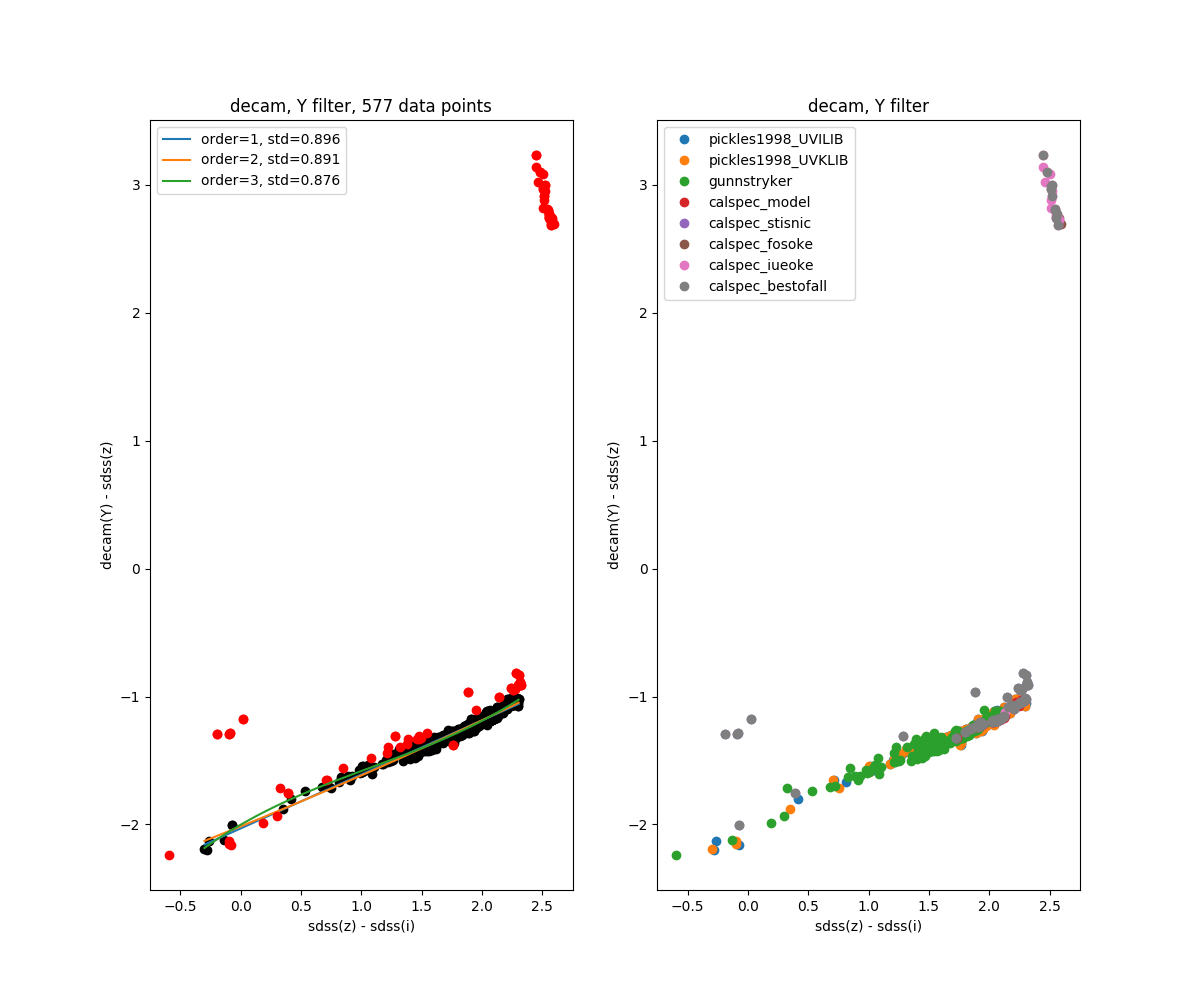 decam, Y filter, 577 data points
order=1, std=0.896
order=2, std=0.891
order=3, std=0.876
decam(Y) - sdss(z)
3
2
1
0
−1
−2
−0.5 0.0 0.5 1.0 1.5 2.0 2.5
sdss(z) - sdss(i)
decam, Y filter
pickles1998_UVILIB
pickles1998_UVKLIB
gunnstryker
calspec_model
calspec_stisnic
calspec_fosoke
calspec_iueoke
calspec_bestofall
decam(Y) - sdss(z)
3
2
1
0
−1
−2
−0.5 0.0 0.5 1.0 1.5 2.0 2.5
sdss(z) - sdss(i)